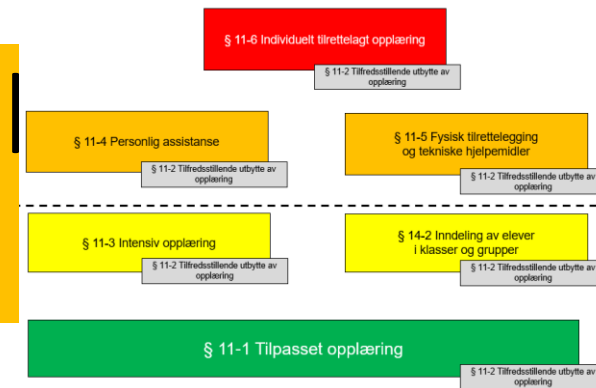 § 11-6 Individuelt tilrettelagt opplæring
§ 11-2 Tilfredsstillende utbytte av
opplæring
§ 11-4 Personlig assistanse
§ 11-2 Tilfredsstillende utbytte av
opplæring
§ 11-5 Fysisk tilrettelegging
og tekniske hjelpemidler
§ 11-2 Tilfredsstillende utbytte av
opplæring
§ 11-3 Intensiv opplæring
§ 11-2 Tilfredsstillende utbytte av
opplæring
§ 14-2 Inndeling av elever
i klasser og grupper
§ 11-2 Tilfredsstillende utbytte av
opplæring
§ 11-1 Tilpasset opplæring
§ 11-2 Tilfredsstillende utbytte av
opplæring